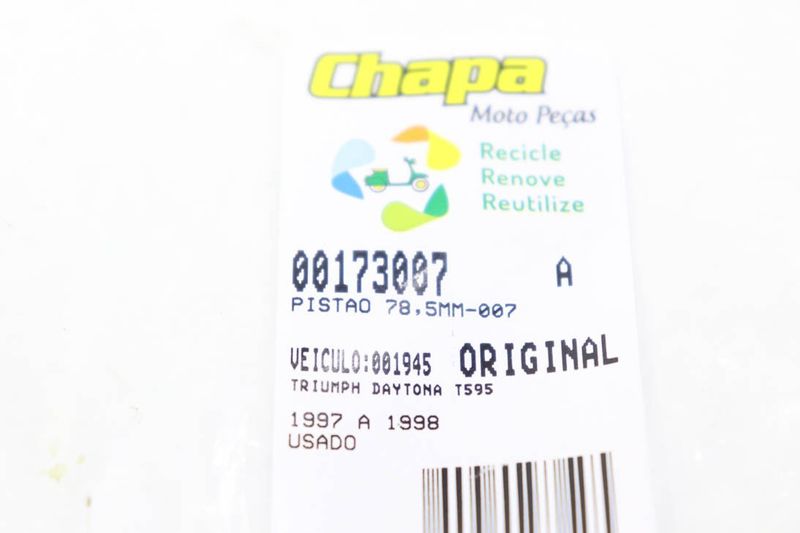 Chapa
Moto Peças
Recicle
Renove
Reutilize
00173007 A
PISTAO 78,5MM-007
VEICULO:001945 ORIGINAL
TRIUMPH DAYTONA T595
1997 A 1998
USADO